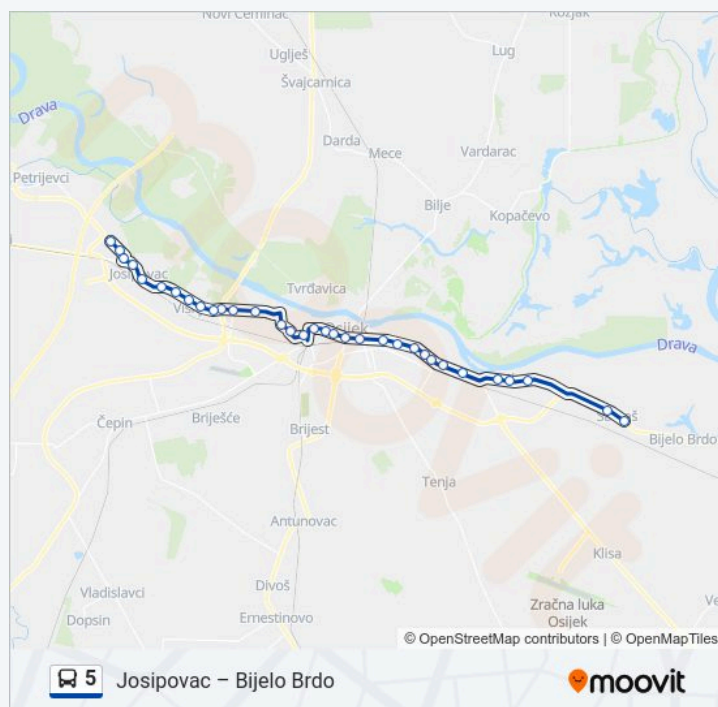 Novi Čeminac
Kozjak
Uglješ
Lug
Švajcarnica
Drava
Darda
Mece
Vardarac
Petrijevci
Bilje
Kopačevo
Josipovac
Tvrđavica
Osijek
Drava
Čepin
Briješće
Brijest
Bijelo Brdo
Tenja
Antunovac
Klisa
Vladislavci
Divoš
Dopsin
Ernestinovo
Zračna luka
Osijek
© OpenStreetMap contributors | © OpenMapTiles
5 Josipovac – Bijelo Brdo
moovit